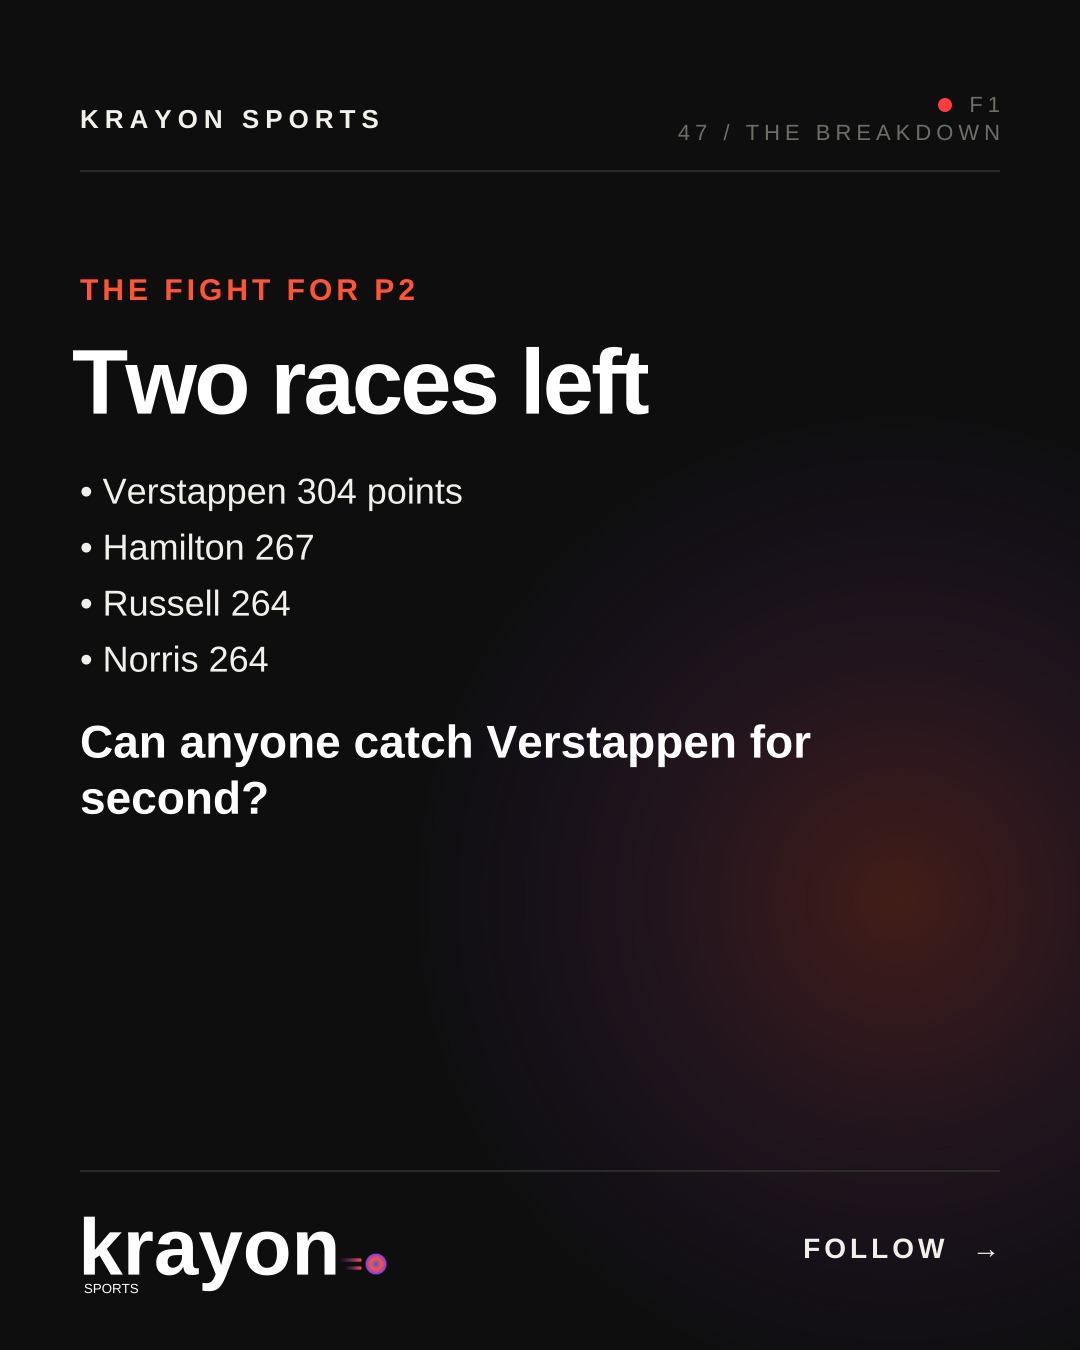 KRAYON SPORTS
F1
47 / THE BREAKDOWN
THE FIGHT FOR P2
Two races left
• Verstappen 304 points
• Hamilton 267
• Russell 264
• Norris 264
Can anyone catch Verstappen for
second?
krayon
SPORTS
FOLLOW →